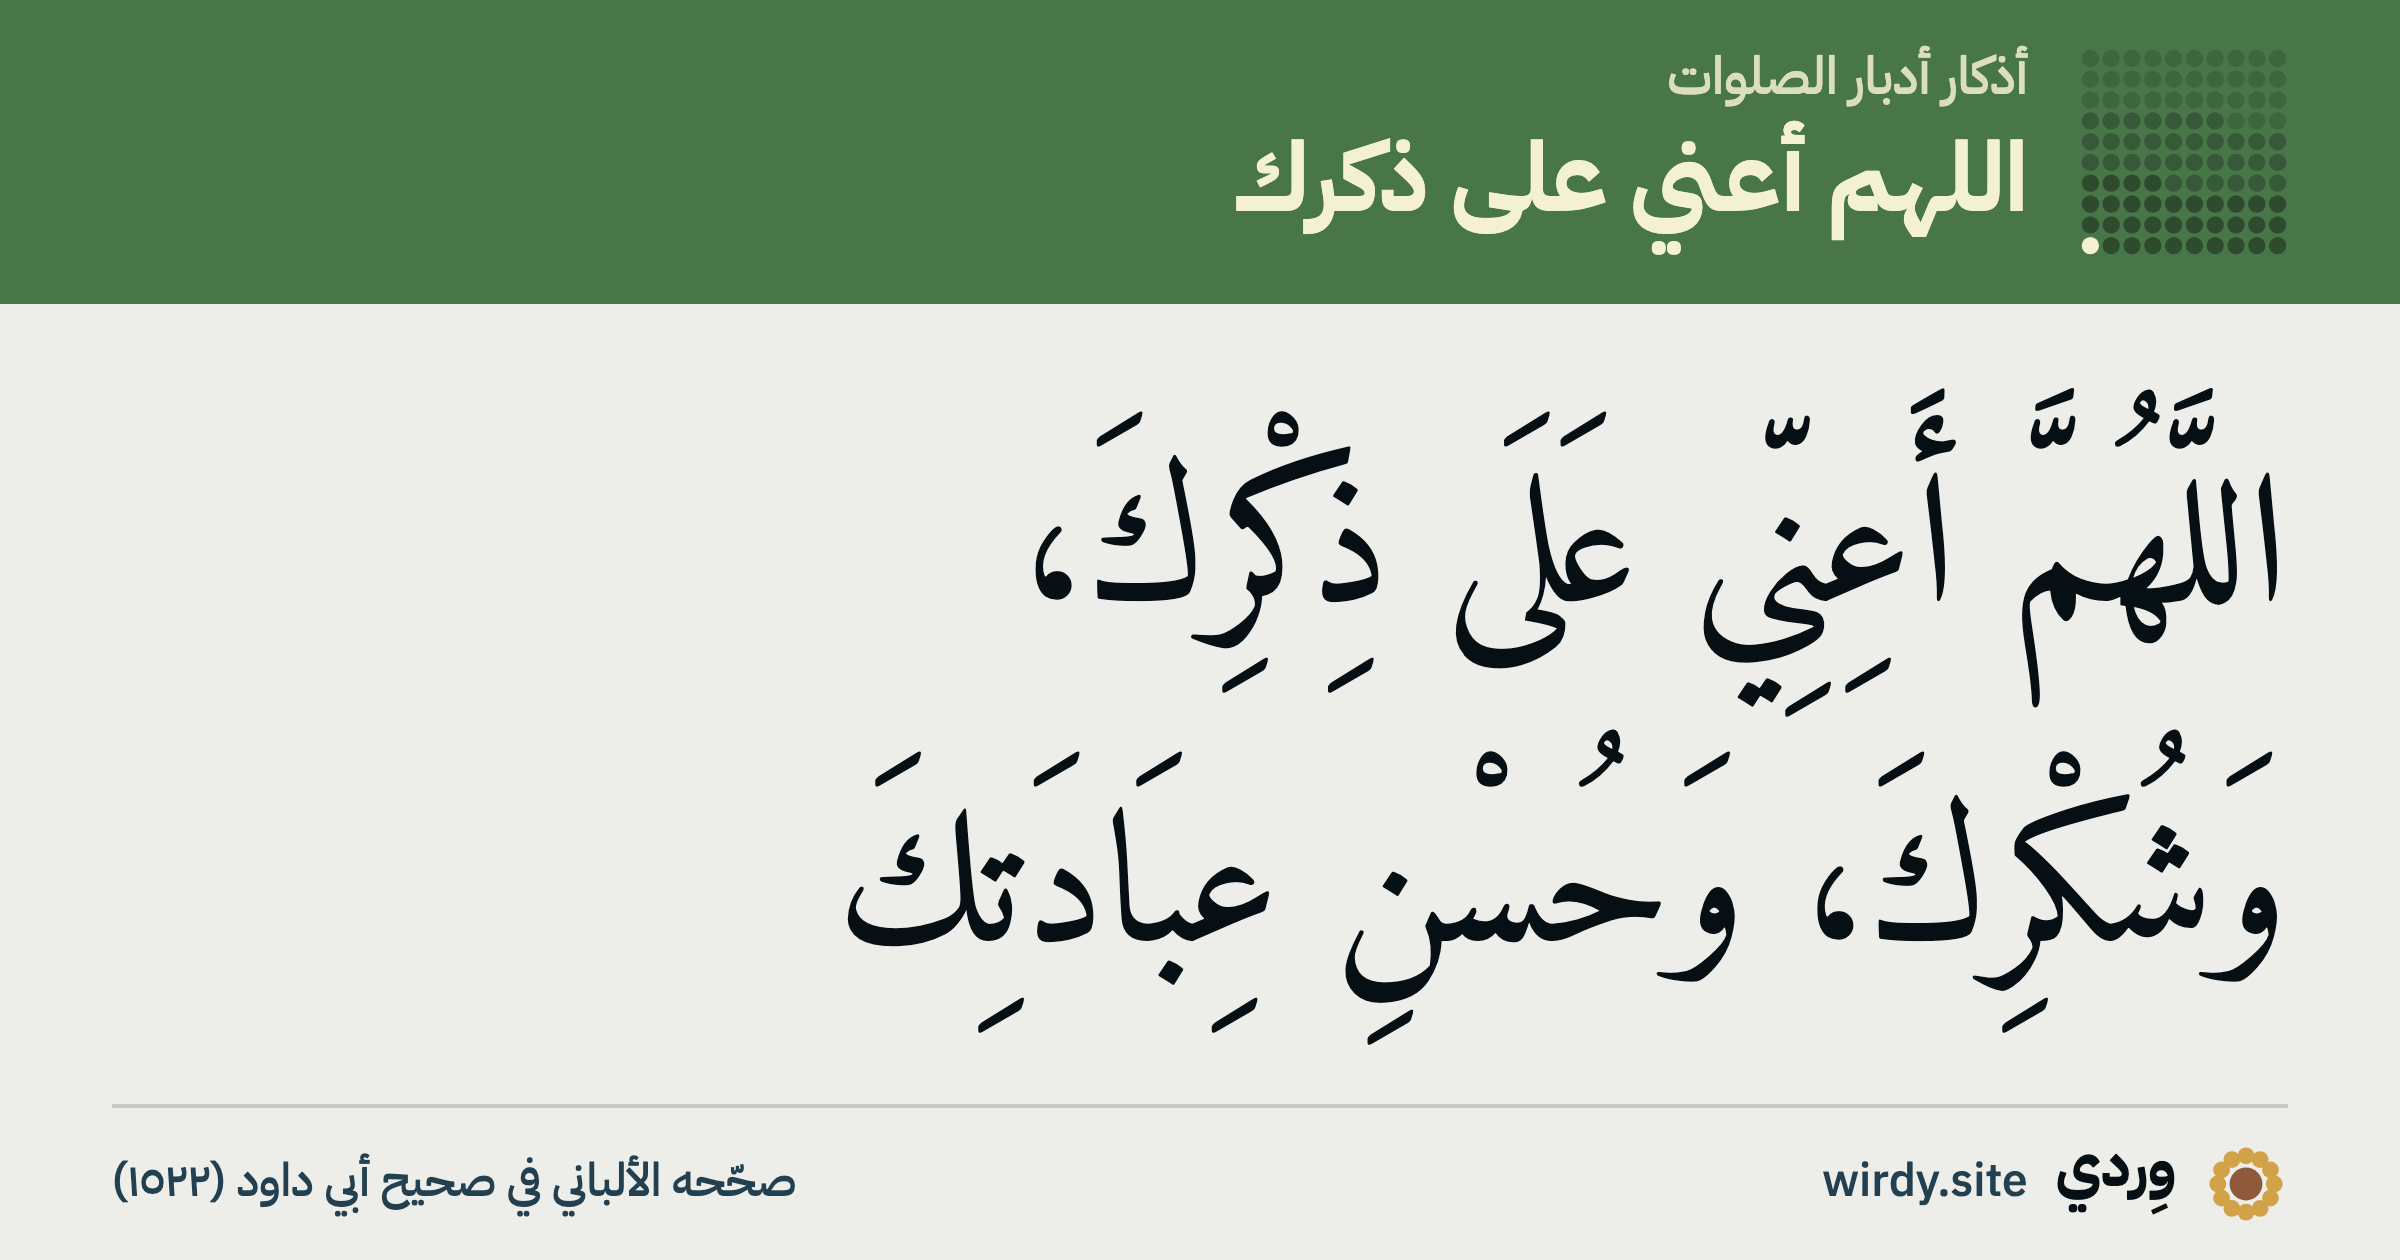 أذكار أدبار الصلوات
اللهم أعني على ذكرك
اللَّهُمَّ أَعِنِّي عَلَى ذِكْرِكَ،
وَشُكْرِكَ، وَحُسْنِ عِبَادَتِكَ
وِردي wirdy.site
صحّحه الألباني في صحيح أبي داود (١٥٢٢)